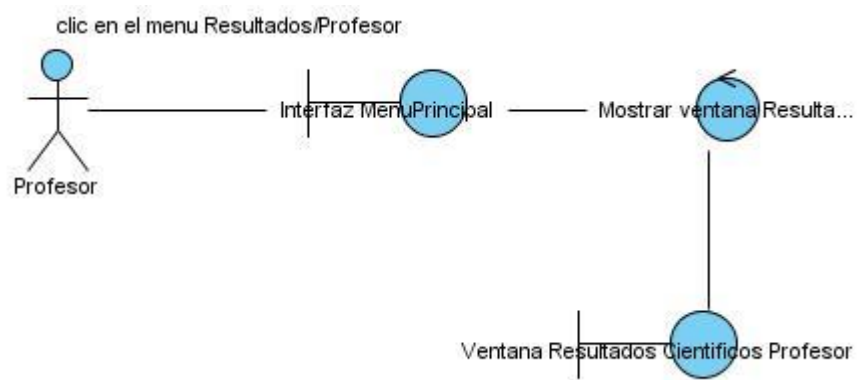 clic en el menu Resultados/Profesor
Interfaz MenuPrincipal
Mostrar ventana Resulta...
Profesor
Ventana Resultados Cientificos Profesor